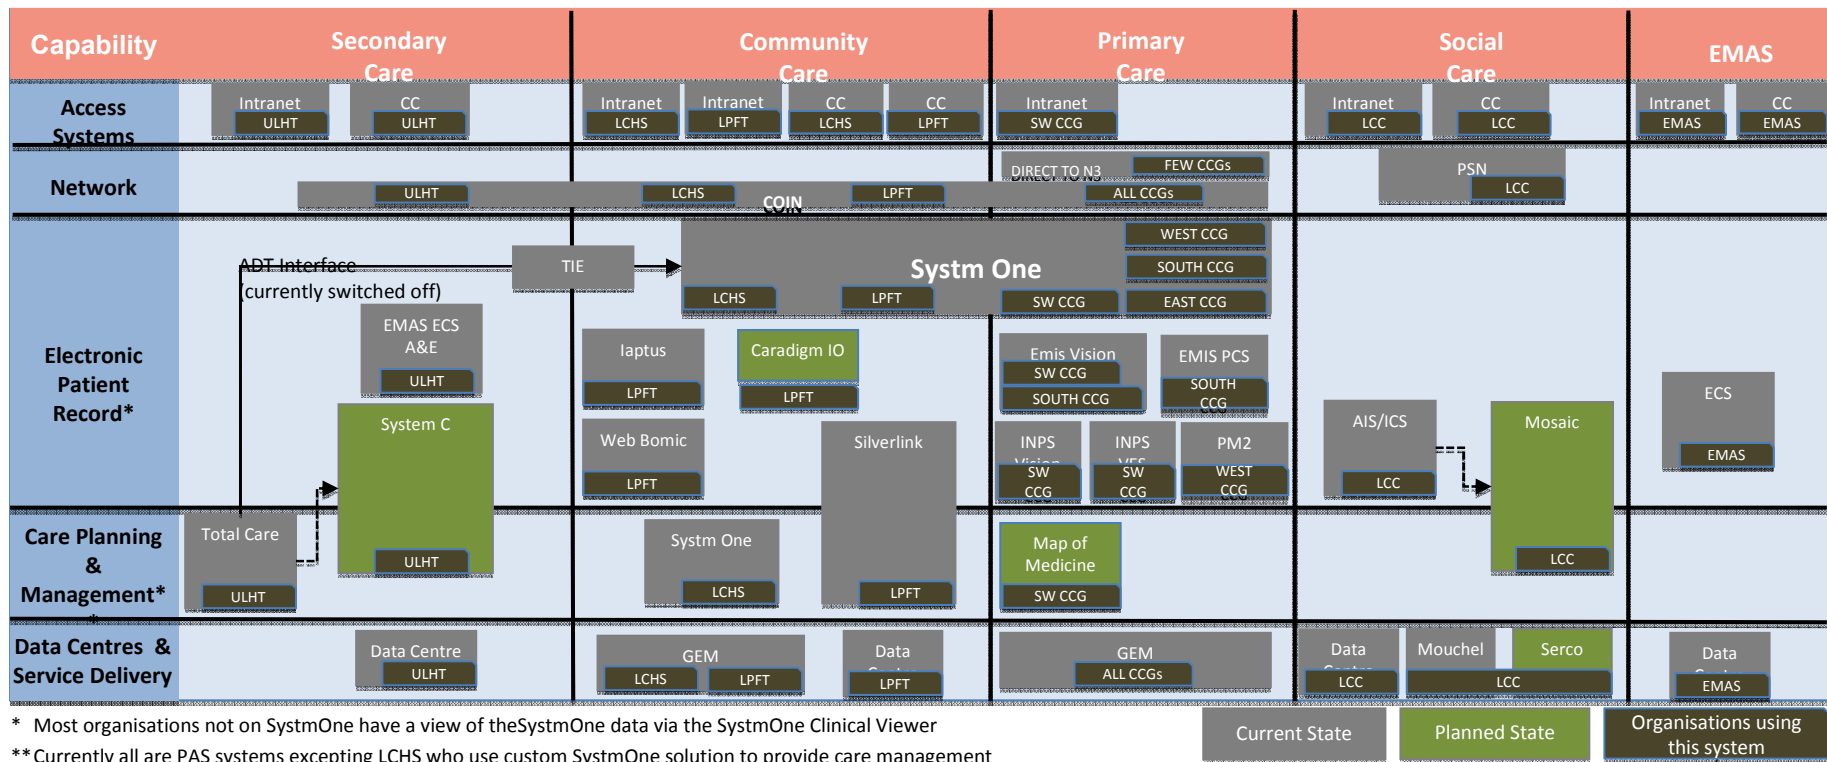 Capability
Secondary
Care
Community
Care
Primary
Care
Social
Care
EMAS
Access
Systems
Intranet
ULHT
CC
ULHT
Intranet
LCHS
Intranet
LPFT
CC
LCHS
CC
LPFT
Intranet
SW CCG
Intranet
LCC
CC
LCC
Intranet
EMAS
CC
EMAS
Network
DIRECT TO N3
FEW CCGs
ULHT
LCHS
LPFT
ALL CCGs
COIN
PSN
LCC
Electronic
Patient
Record*
ADT Interface
(currently switched off)
TIE
Systm One
WEST CCG
SOUTH CCG
LCHS
LPFT
SW CCG
EAST CCG
EMAS ECS
A&E
ULHT
Iaptus
LPFT
Caradigm IO
LPFT
Emis Vision
SW CCG
SOUTH CCG
EMIS PCS
SOUTH
CCG
System C
ULHT
Web Bomic
LPFT
Silverlink
LPFT
INPS
Vision
SW
CCG
INPS
VES
SW
CCG
PM2
WEST
CCG
AIS/ICS
LCC
Mosaic
LCC
ECS
EMAS
Care Planning
&
Management*
*
Total Care
ULHT
Systm One
LCHS
Map of
Medicine
SW CCG
Data Centres &
Service Delivery
Data Centre
ULHT
GEM
LCHS
LPFT
Data
Centre
LPFT
GEM
ALL CCGs
Data
Centre
LCC
Mouchel
Serco
LCC
Data
Centre
EMAS
* Most organisations not on SystmOne have a view of theSystmOne data via the SystmOne Clinical Viewer
** Currently all are PAS systems excepting LCHS who use custom SystmOne solution to provide care management
Current State
Planned State
Organisations using
this system